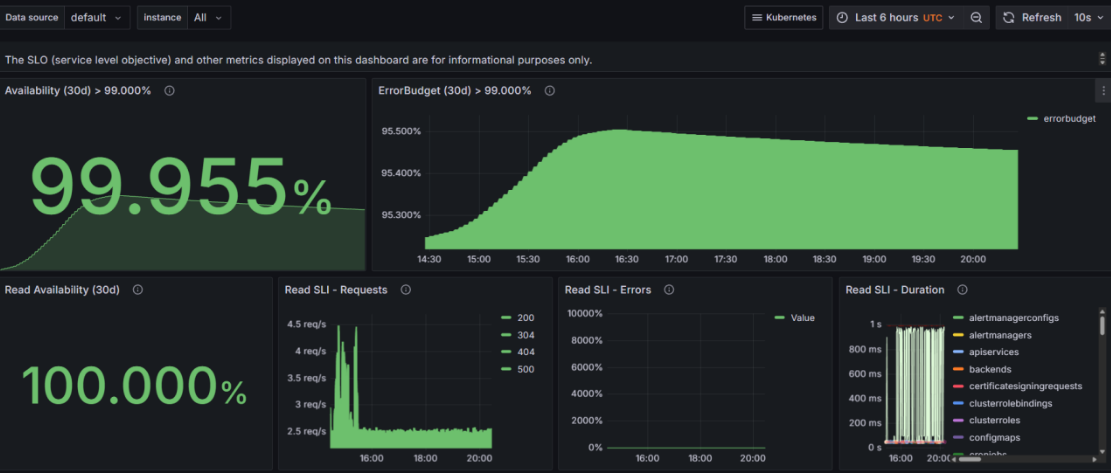 Data source default instance All Kubernetes Last 6 hours UTC Refresh 10s
The SLO (service level objective) and other metrics displayed on this dashboard are for informational purposes only.
Availability (30d) > 99.000%
99.955%
ErrorBudget (30d) > 99.000%
95.500%
95.400%
95.300%
14:30 15:00 15:30 16:00 16:30 17:00 17:30 18:00 18:30 19:00 19:30 20:00
errorbudget
Read Availability (30d)
100.000%
Read SLI - Requests
4.5 req/s
4 req/s
3.5 req/s
3 req/s
2.5 req/s
16:00 18:00 20:00
200
304
404
500
Read SLI - Errors
10000%
8000%
6000%
4000%
2000%
0%
16:00 18:00 20:00
Value
Read SLI - Duration
1 s
800 ms
600 ms
400 ms
200 ms
0 s
16:00 20:00
alertmanagerconfigs
alertmanagers
apiservices
backends
certificatesigningrequests
clusterrolebindings
clusterroles
configmaps